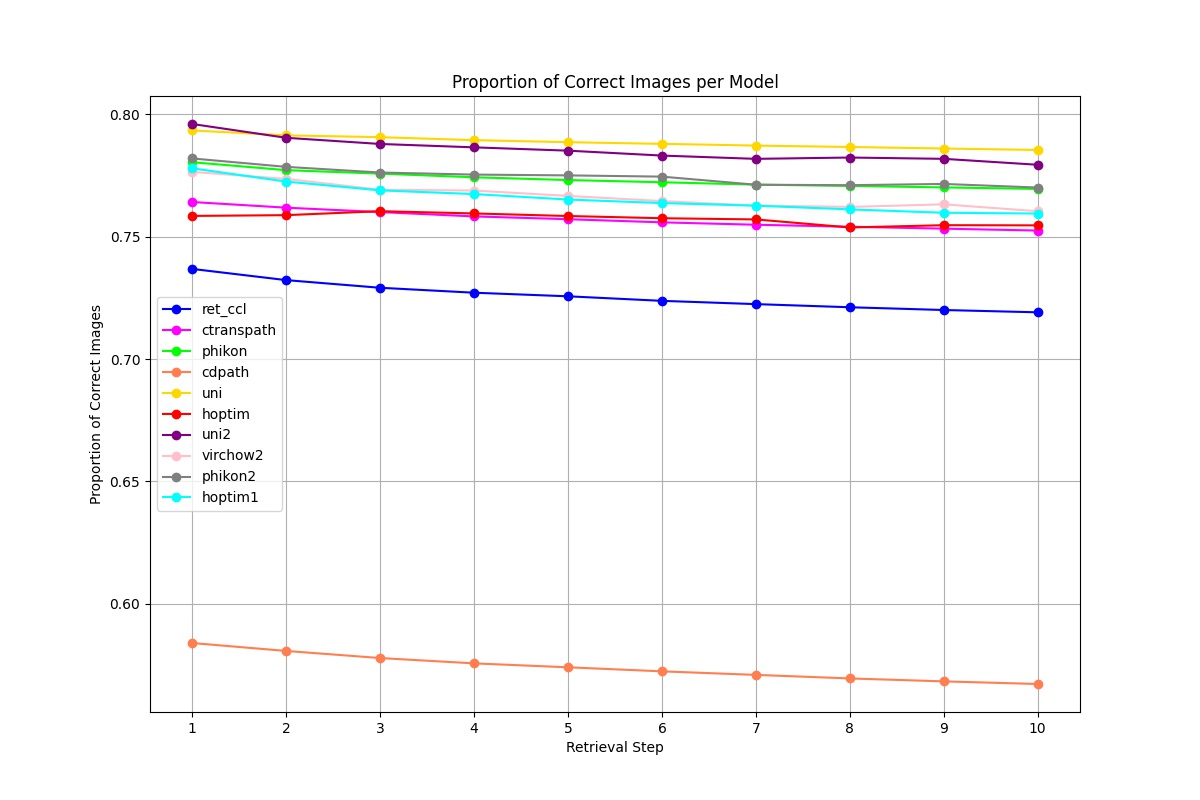 Proportion of Correct Images per Model
Proportion of Correct Images
0.80
0.75
0.70
0.65
0.60
ret_ccl
ctranspath
phikon
cdpath
uni
hoptim
uni2
virchow2
phikon2
hoptim1
1 2 3 4 5 6 7 8 9 10
Retrieval Step